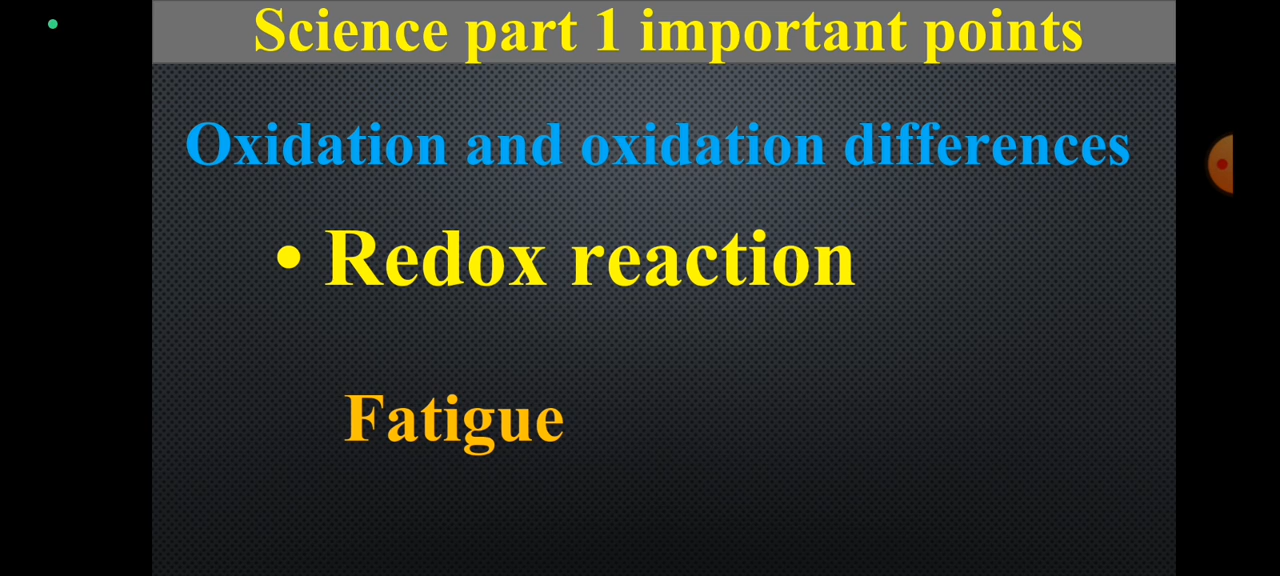 Science part 1 important points
Oxidation and oxidation differences
• Redox reaction
Fatigue